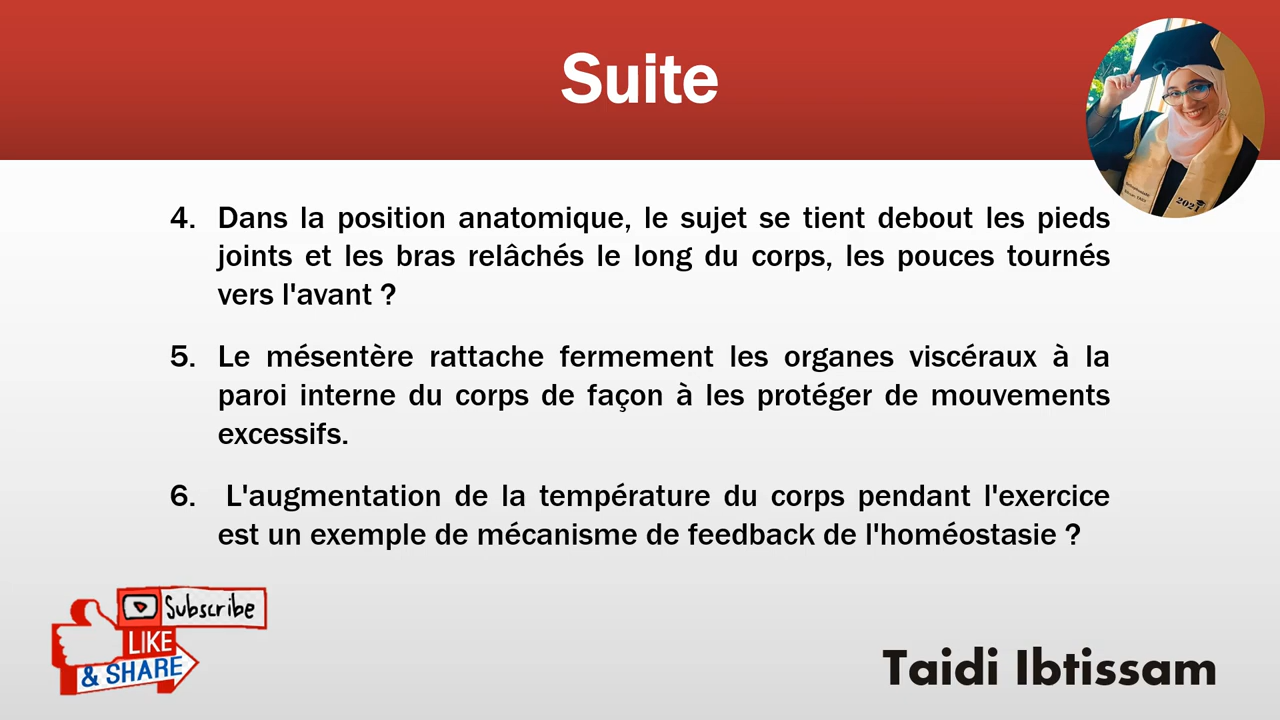 Suite
2021
4. Dans la position anatomique, le sujet se tient debout les pieds
joints et les bras relâchés le long du corps, les pouces tournés
vers l'avant ?
5. Le mésentère rattache fermement les organes viscéraux à la
paroi interne du corps de façon à les protéger de mouvements
excessifs.
6. L'augmentation de la température du corps pendant l'exercice
est un exemple de mécanisme de feedback de l'homéostasie ?
Subscribe
LIKE
& SHARE
Taidi Ibtissam